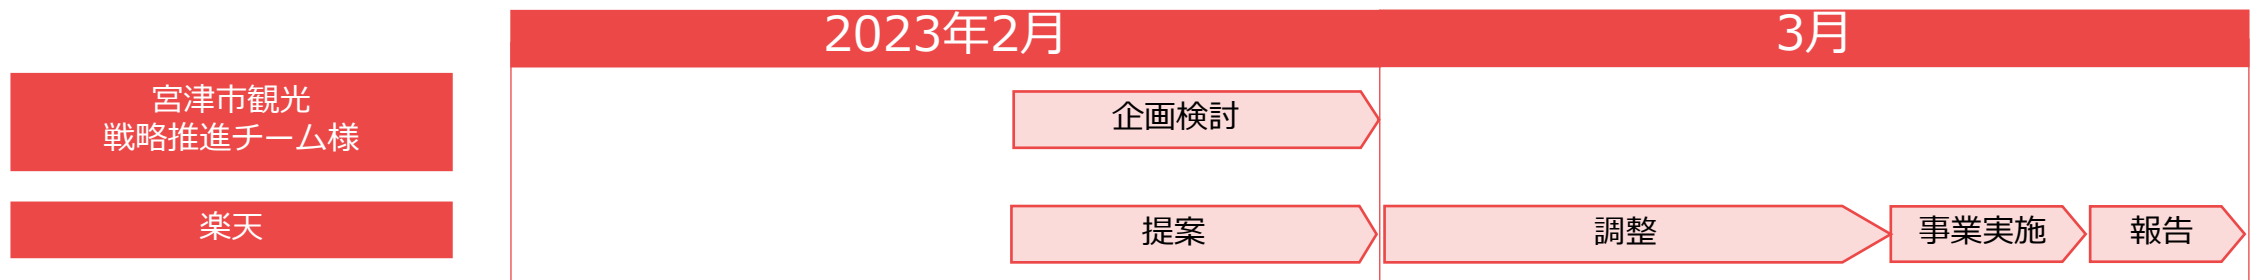 2023年2月
3月
宮津市観光
戦略推進チーム様
企画検討
楽天
提案
調整
事業実施
報告